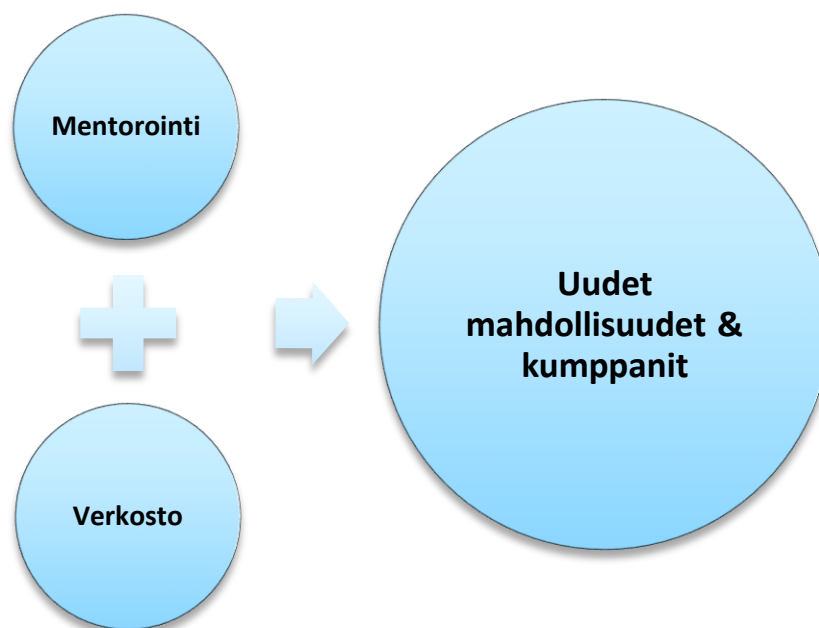 Mentorointi
Verkosto
Uudet
mahdollisuudet &
kumppanit